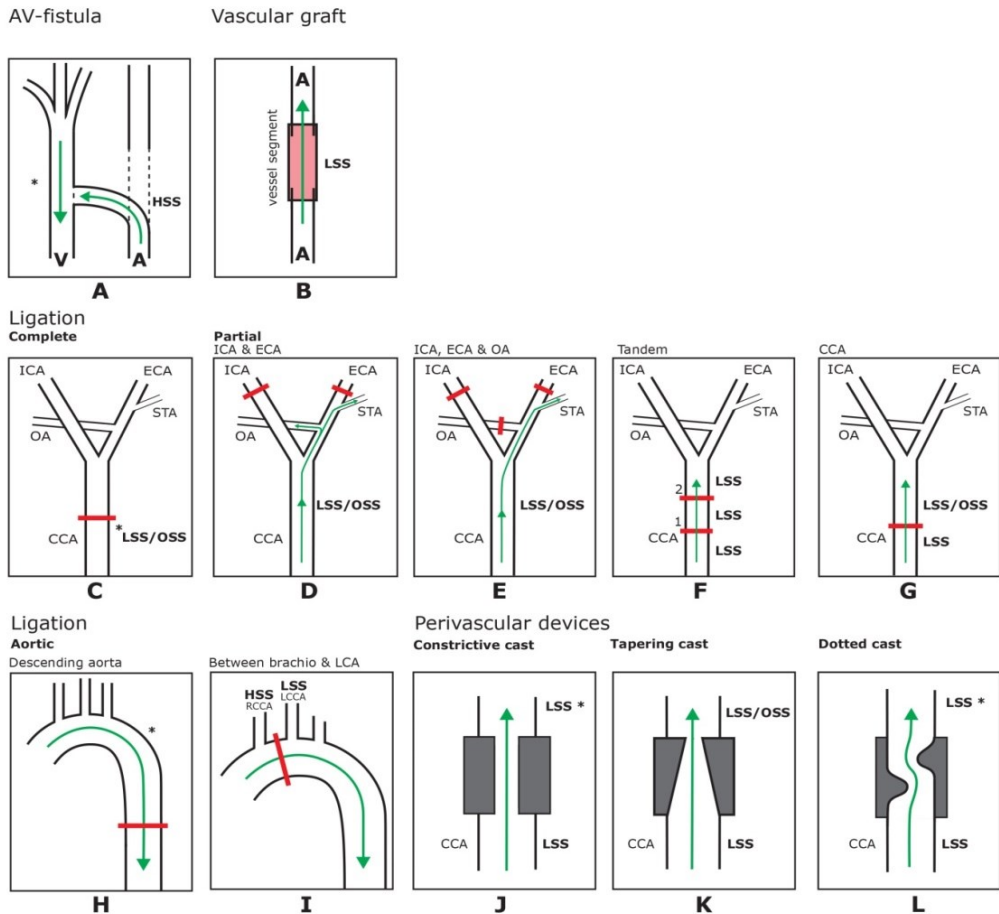 AV-fistula
Vascular graft
*
HSS
V
A
A
A
vessel segment
LSS
A
B
Ligation
Complete
ICA
ECA
STA
OA
CCA
*LSS/OSS
C
Partial
ICA & ECA
ICA
ECA
STA
OA
LSS/OSS
CCA
D
ICA, ECA & OA
ICA
ECA
STA
OA
LSS/OSS
CCA
E
Tandem
ICA
ECA
OA
LSS
2
LSS
1
CCA
LSS
F
CCA
ICA
ECA
STA
OA
LSS/OSS
CCA
LSS
G
Ligation
Aortic
Descending aorta
*
H
Between brachio & LCA
HSS
RCCA
LSS
LCCA
I
Perivascular devices
Constrictive cast
LSS *
CCA
LSS
J
Tapering cast
LSS/OSS
CCA
LSS
K
Dotted cast
LSS *
CCA
LSS
L